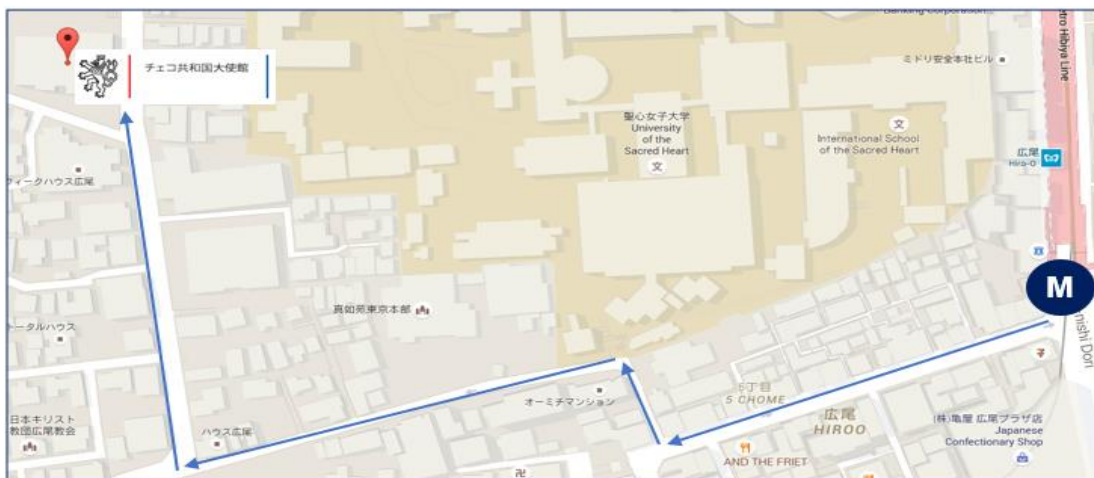 Banking Corporation...
etro Hibiya Line
チェコ共和国大使館
ミドリ安全本社ビル
聖心女子大学
University
of the
Sacred Heart
International School
of the Sacred Heart
広尾
Hiro-O
ウィークハウス広尾
M
nishi Dori
真如苑東京本部
トータルハウス
5丁目
5 CHOME
オーミチマンション
広尾
HIROO
(株)亀屋 広尾プラザ店
Japanese
Confectionary Shop
日本キリスト
教団広尾教会
ハウス広尾
AND THE FRIET